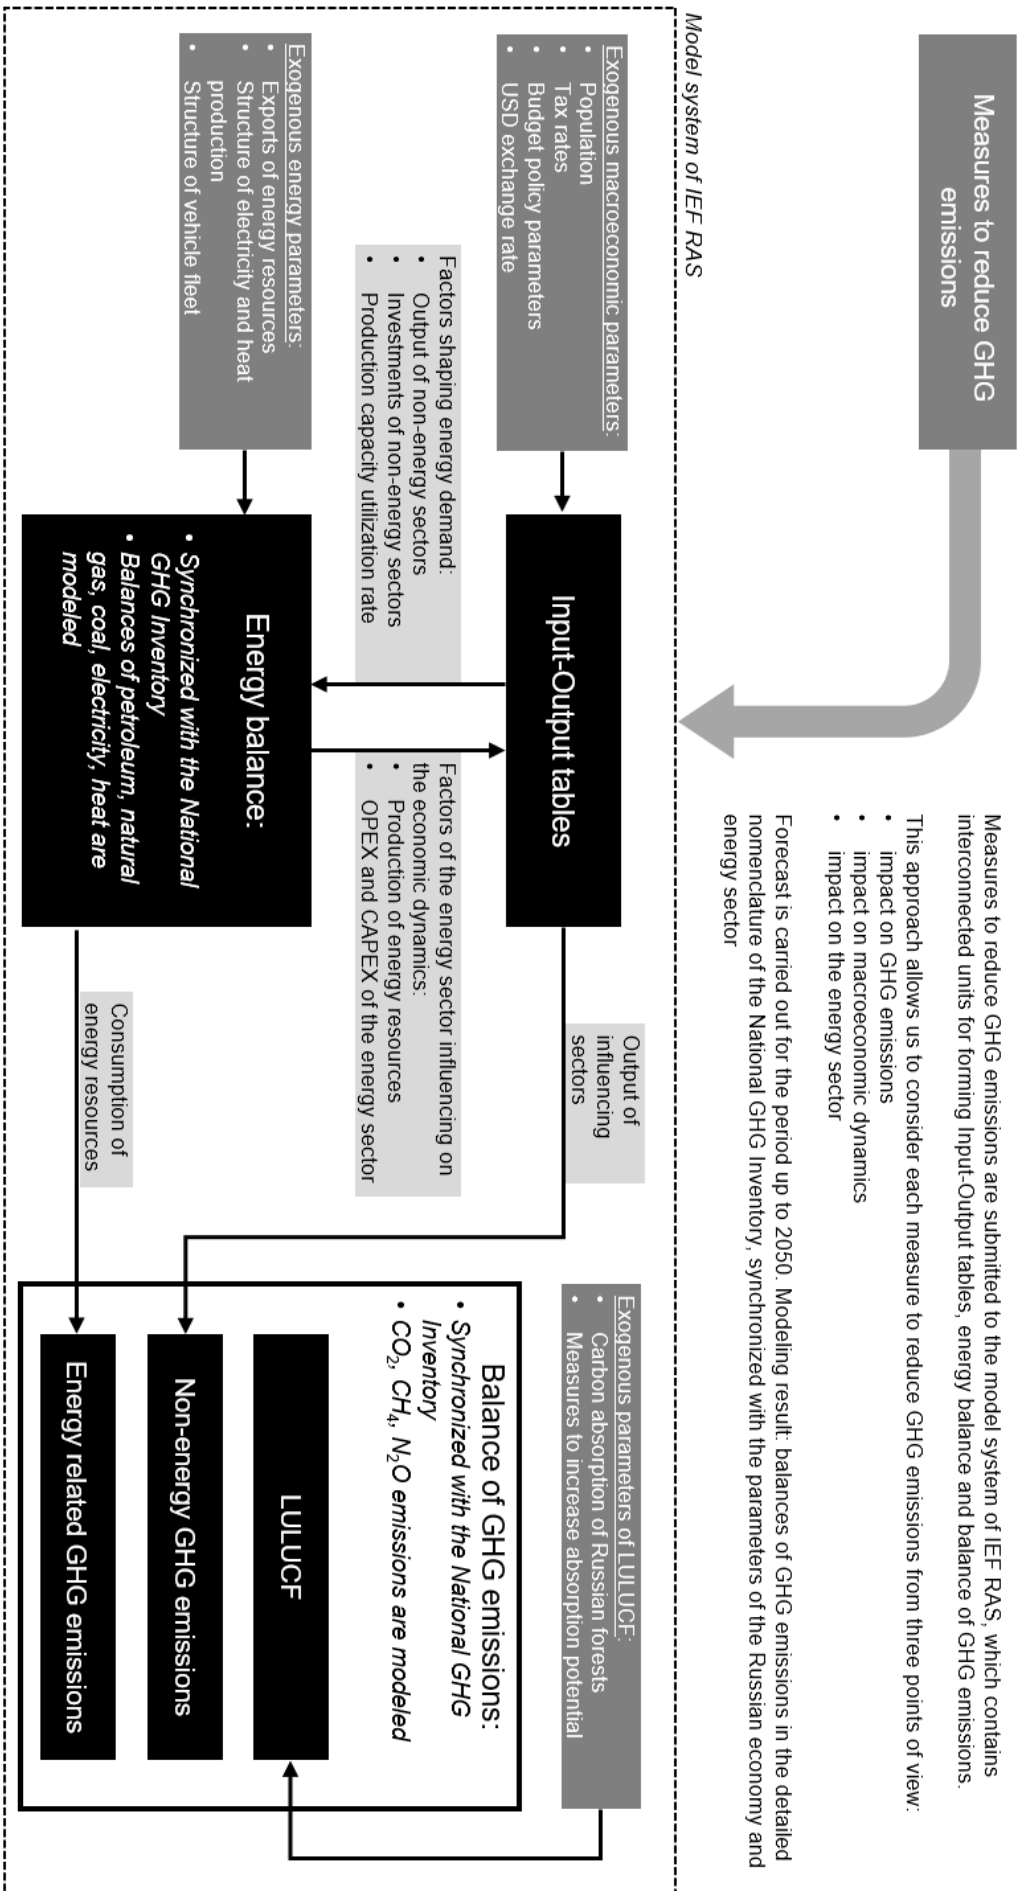 Measures to reduce GHG
emissions
Measures to reduce GHG emissions are submitted to the model system of IEF RAS, which contains
interconnected units for forming Input-Output tables, energy balance and balance of GHG emissions.
This approach allows us to consider each measure to reduce GHG emissions from three points of view:
• impact on GHG emissions
• impact on macroeconomic dynamics
• impact on the energy sector
Forecast is carried out for the period up to 2050. Modeling result: balances of GHG emissions in the detailed
nomenclature of the National GHG Inventory, synchronized with the parameters of the Russian economy and
energy sector
Model system of IEF RAS
Exogenous macroeconomic parameters:
• Population
• Tax rates
• Budget policy parameters
• USD exchange rate
Input-Output tables
Output of
influencing
sectors
Exogenous parameters of LULUCF:
• Carbon absorption of Russian forests
• Measures to increase absorption potential
Factors shaping energy demand:
• Output of non-energy sectors
• Investments of non-energy sectors
• Production capacity utilization rate
Factors of the energy sector influencing on
the economic dynamics:
• Production of energy resources
• OPEX and CAPEX of the energy sector
Exogenous energy parameters:
• Exports of energy resources
• Structure of electricity and heat
production
• Structure of vehicle fleet
Energy balance:
• Synchronized with the National
GHG Inventory
• Balances of petroleum, natural
gas, coal, electricity, heat are
modeled
Consumption of
energy resources
Balance of GHG emissions:
• Synchronized with the National GHG
Inventory
• CO₂, CH₄, N₂O emissions are modeled
LULUCF
Non-energy GHG emissions
Energy related GHG emissions